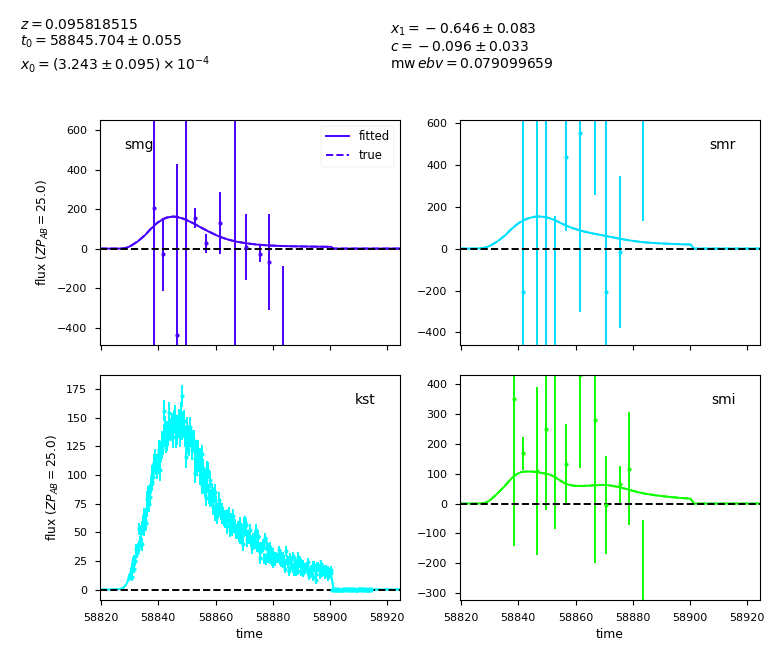 z = 0.095818515
t₀ = 58845.704 ± 0.055
x₀ = (3.243 ± 0.095) × 10⁻⁴
x₁ = −0.646 ± 0.083
c = −0.096 ± 0.033
mw ebv = 0.079099659
smg
fitted
true
600
400
200
0
−200
−400
flux (ZP_AB = 25.0)
smr
600
400
200
0
−200
−400
kst
175
150
125
100
75
50
25
0
flux (ZP_AB = 25.0)
58820 58840 58860 58880 58900 58920
time
smi
400
300
200
100
0
−100
−200
−300
58820 58840 58860 58880 58900 58920
time